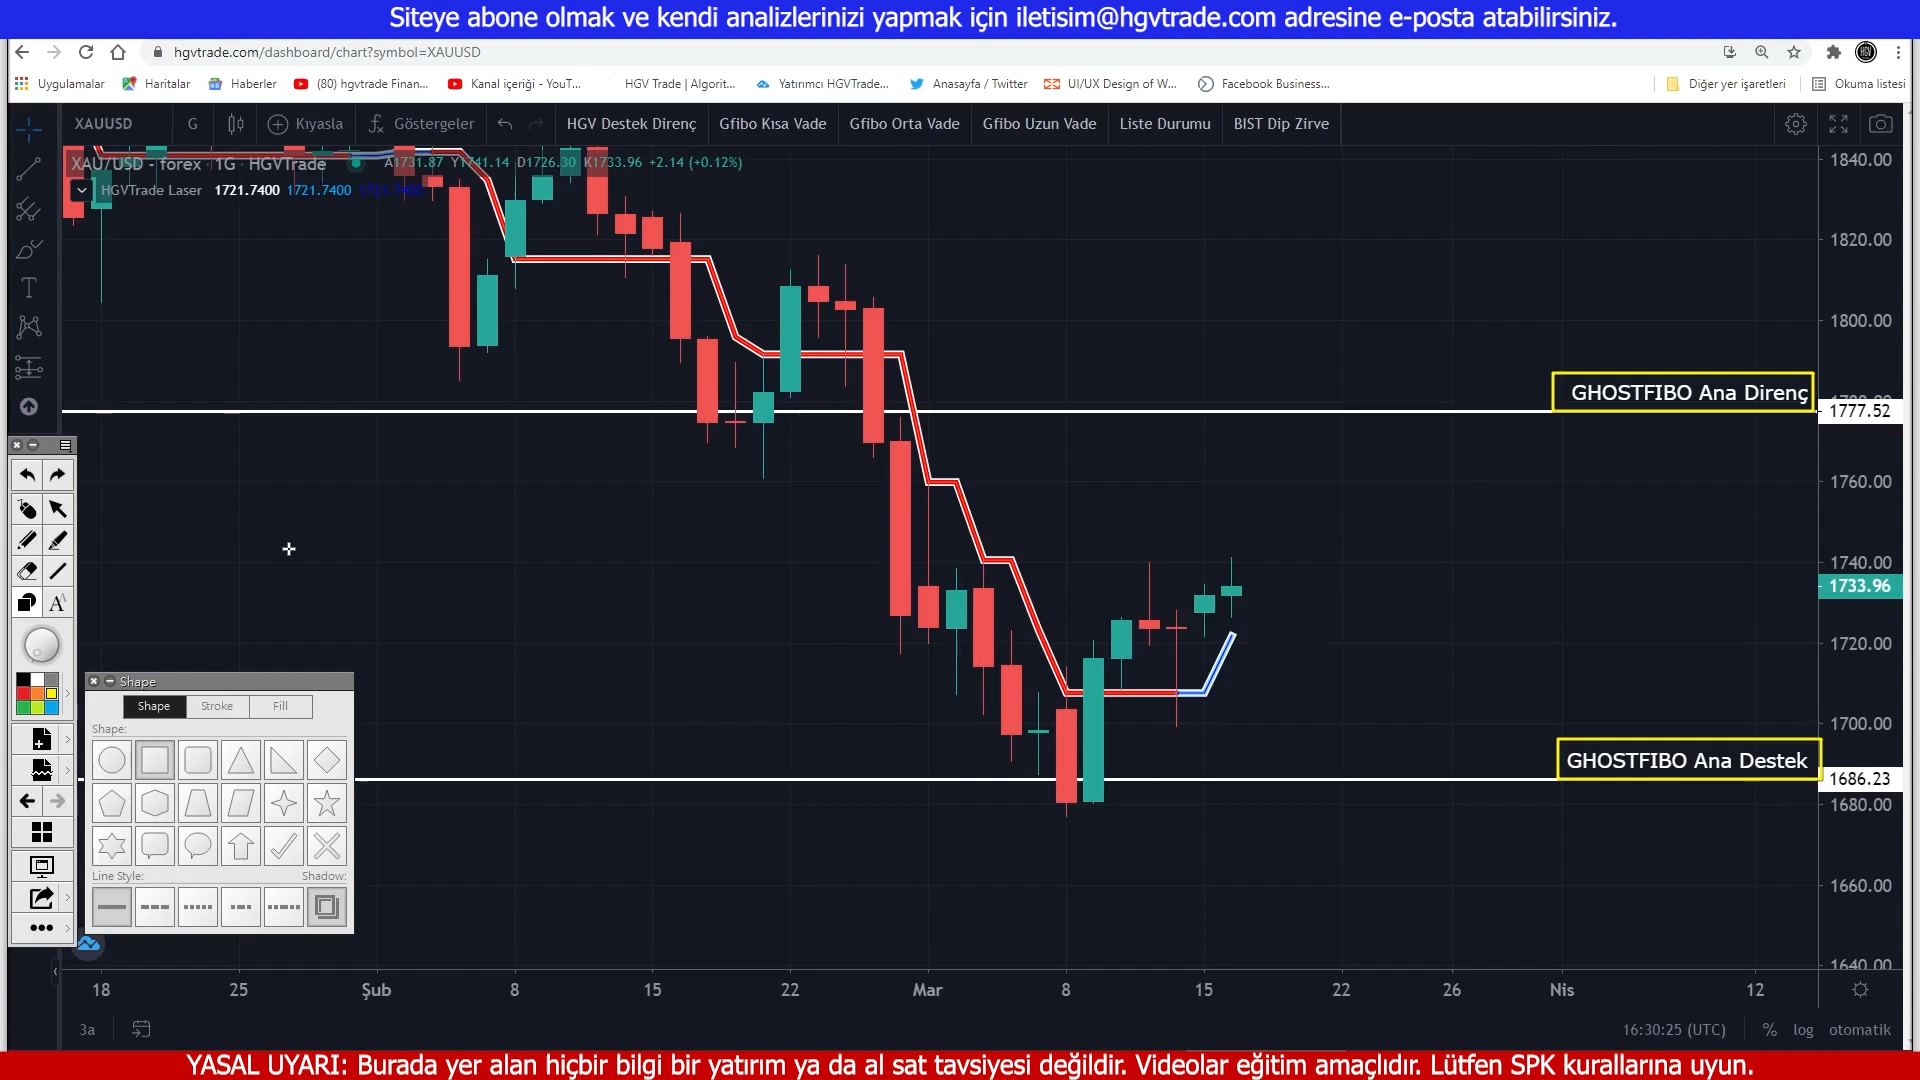 Siteye abone olmak ve kendi analizlerinizi yapmak için iletisim@hgvtrade.com adresine e-posta atabilirsiniz.
hgvtrade.com/dashboard/chart?symbol=XAUUSD
Uygulamalar Haritalar Haberler (80) hgvtrade Finan... Kanal içeriği - YouT... HGV Trade | Algorit... Yatırımcı HGVTrade... Anasayfa / Twitter UI/UX Design of W... Facebook Business... Diğer yer işaretleri Okuma listesi
XAUUSD G Kıyasla Göstergeler HGV Destek Direnç Gfibo Kısa Vade Gfibo Orta Vade Gfibo Uzun Vade Liste Durumu BIST Dip Zirve
XAU/USD - forex · 1G · HGVTrade A1731.87 Y1741.14 D1726.30 K1733.96 +2.14 (+0.12%)
HGVTrade Laser 1721.7400 1721.7400 1721.7400
1840.00
1820.00
1800.00
GHOSTFIBO Ana Direnç
1777.52
1760.00
1740.00
1733.96
1720.00
1700.00
GHOSTFIBO Ana Destek
1686.23
1680.00
1660.00
1640.00
A
Shape
Shape Stroke Fill
Shape:
Line Style: Shadow:
18 25 Şub 8 15 22 Mar 8 15 22 26 Nis 12
3a 16:30:25 (UTC) % log otomatik
YASAL UYARI: Burada yer alan hiçbir bilgi bir yatırım ya da al sat tavsiyesi değildir. Videolar eğitim amaçlıdır. Lütfen SPK kurallarına uyun.